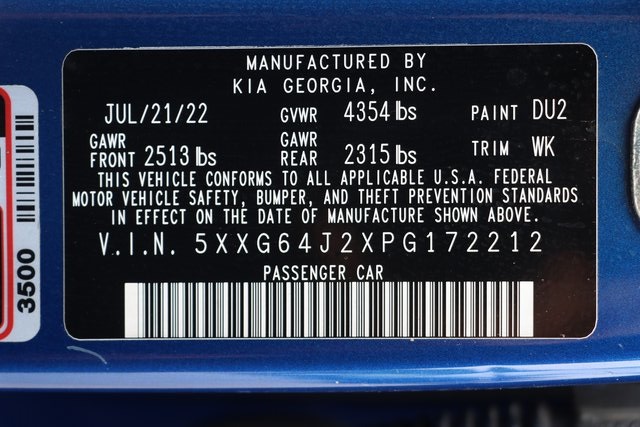 MANUFACTURED BY
KIA GEORGIA, INC.
JUL/21/22 GVWR 4354 lbs PAINT DU2
GAWR FRONT 2513 lbs GAWR REAR 2315 lbs TRIM WK
THIS VEHICLE CONFORMS TO ALL APPLICABLE U.S.A. FEDERAL
MOTOR VEHICLE SAFETY, BUMPER, AND THEFT PREVENTION STANDARDS
IN EFFECT ON THE DATE OF MANUFACTURE SHOWN ABOVE.
V.I.N. 5XXG64J2XPG172212
PASSENGER CAR
3500